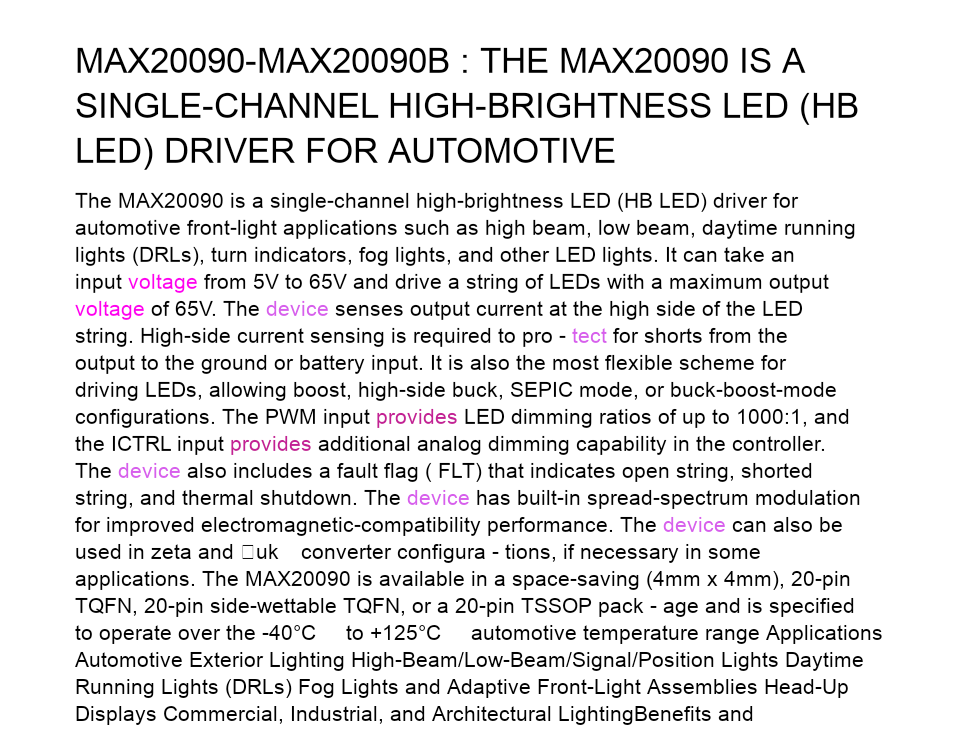 MAX20090-MAX20090B : THE MAX20090 IS A
SINGLE-CHANNEL HIGH-BRIGHTNESS LED (HB
LED) DRIVER FOR AUTOMOTIVE
The MAX20090 is a single-channel high-brightness LED (HB LED) driver for
automotive front-light applications such as high beam, low beam, daytime running
lights (DRLs), turn indicators, fog lights, and other LED lights. It can take an
input voltage from 5V to 65V and drive a string of LEDs with a maximum output
voltage of 65V. The device senses output current at the high side of the LED
string. High-side current sensing is required to pro - tect for shorts from the
output to the ground or battery input. It is also the most flexible scheme for
driving LEDs, allowing boost, high-side buck, SEPIC mode, or buck-boost-mode
configurations. The PWM input provides LED dimming ratios of up to 1000:1, and
the ICTRL input provides additional analog dimming capability in the controller.
The device also includes a fault flag ( FLT) that indicates open string, shorted
string, and thermal shutdown. The device has built-in spread-spectrum modulation
for improved electromagnetic-compatibility performance. The device can also be
used in zeta and □uk converter configura - tions, if necessary in some
applications. The MAX20090 is available in a space-saving (4mm x 4mm), 20-pin
TQFN, 20-pin side-wettable TQFN, or a 20-pin TSSOP pack - age and is specified
to operate over the -40°C to +125°C automotive temperature range Applications
Automotive Exterior Lighting High-Beam/Low-Beam/Signal/Position Lights Daytime
Running Lights (DRLs) Fog Lights and Adaptive Front-Light Assemblies Head-Up
Displays Commercial, Industrial, and Architectural LightingBenefits and